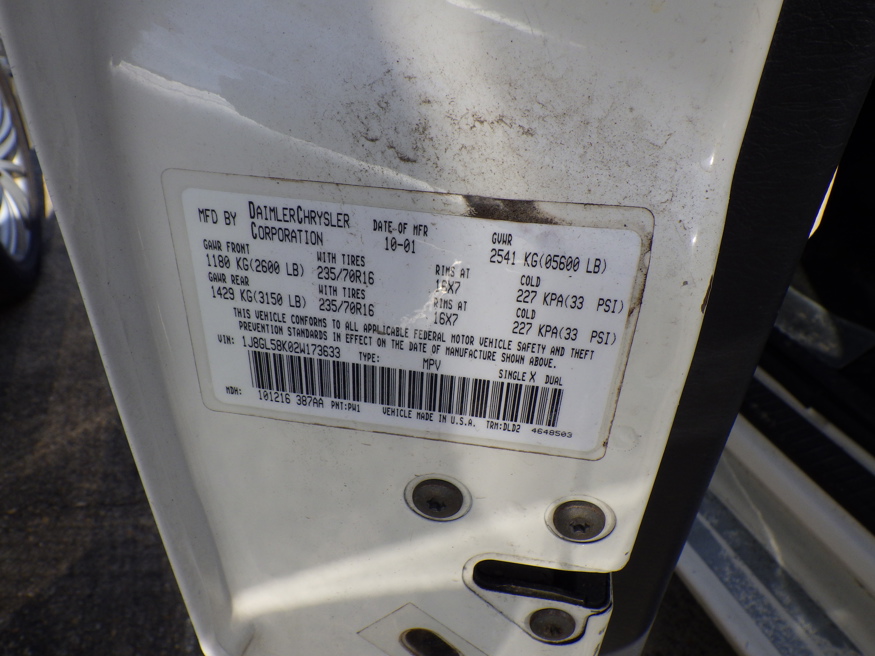 MFD BY DAIMLERCHRYSLER CORPORATION DATE OF MFR 10-01 GVWR 2541 KG(05600 LB)
GAWR FRONT WITH TIRES RIMS AT COLD
1180 KG(2600 LB) 235/70R16 16X7 227 KPA(33 PSI)
GAWR REAR WITH TIRES RIMS AT COLD
1429 KG(3150 LB) 235/70R16 16X7 227 KPA(33 PSI)
THIS VEHICLE CONFORMS TO ALL APPLICABLE FEDERAL MOTOR VEHICLE SAFETY AND THEFT
PREVENTION STANDARDS IN EFFECT ON THE DATE OF MANUFACTURE SHOWN ABOVE.
VIN: 1J8GL58K02W173633 TYPE: MPV SINGLE X DUAL
MDH: 101216 387AA PNT:PW1 VEHICLE MADE IN U.S.A. TRM:DLD2 4648503